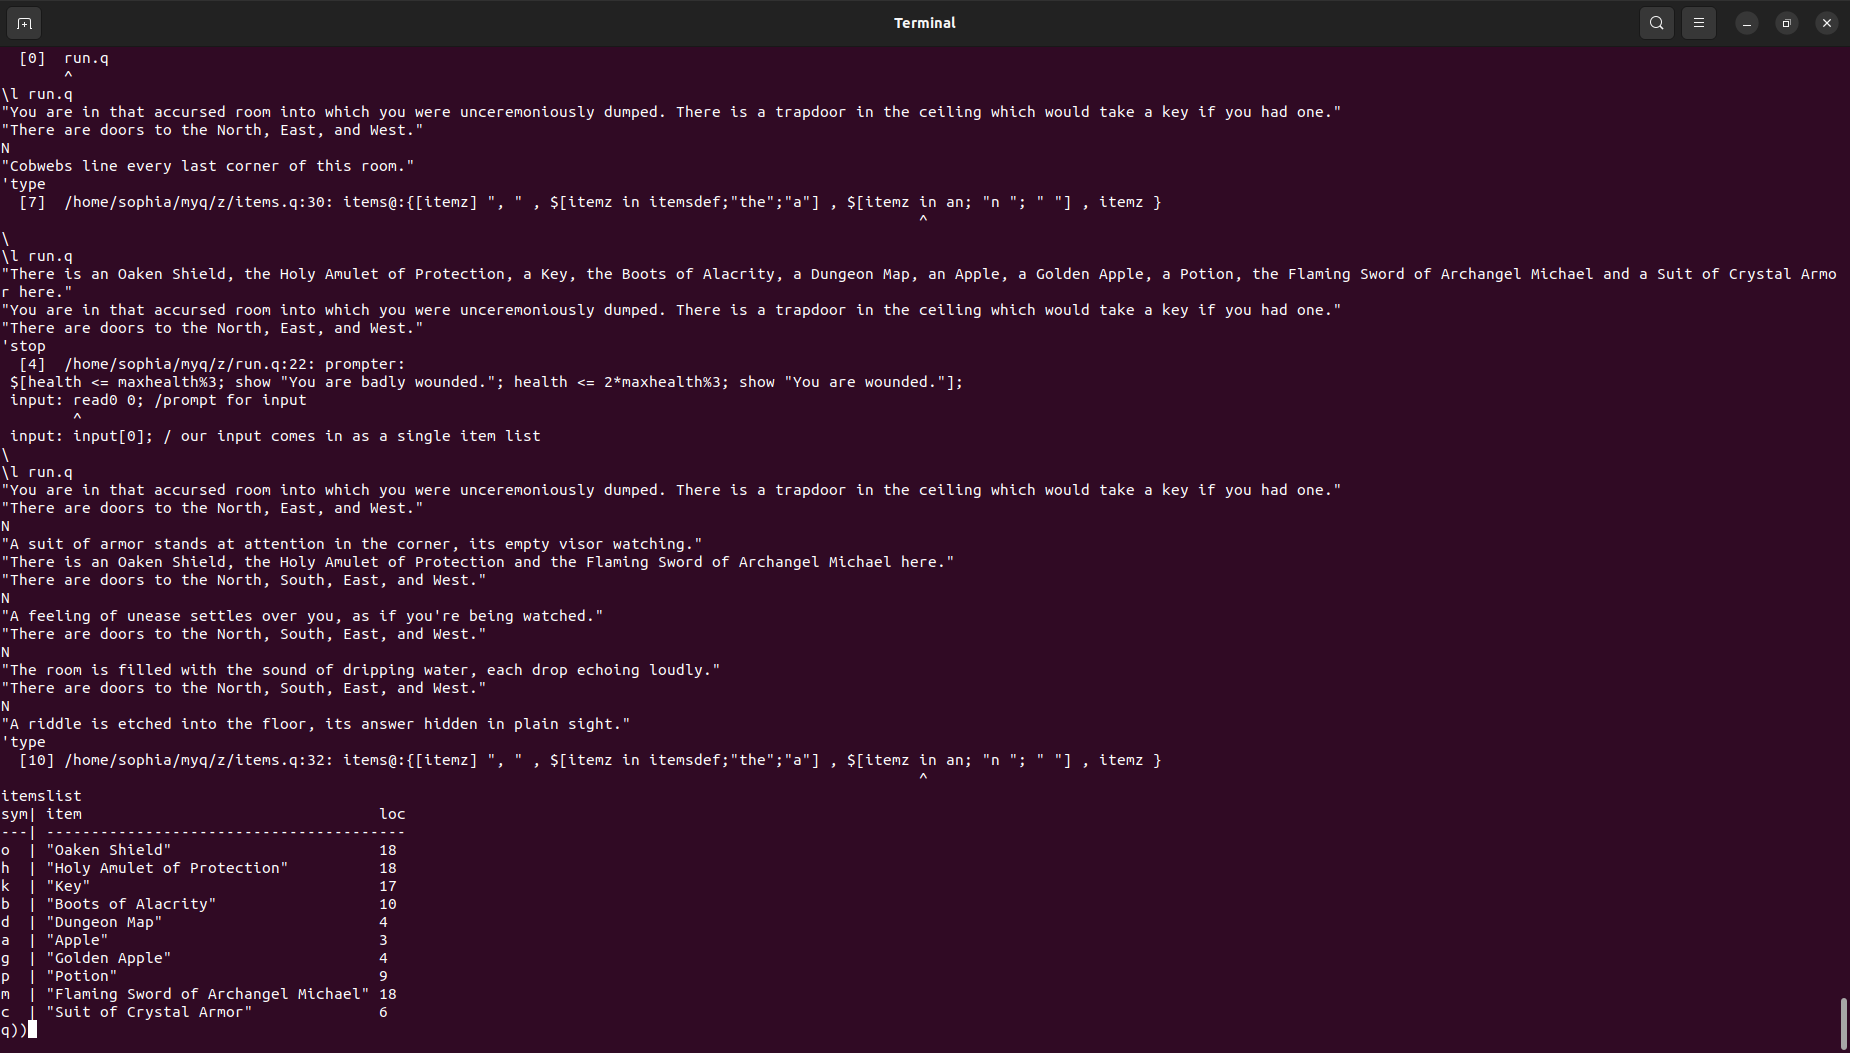 Terminal
  [0]  run.q
       ^
\l run.q
"You are in that accursed room into which you were unceremoniously dumped. There is a trapdoor in the ceiling which would take a key if you had one."
"There are doors to the North, East, and West."
N
"Cobwebs line every last corner of this room."
'type
  [7]  /home/sophia/myq/z/items.q:30: items@:{[itemz] ", " , $[itemz in itemsdef;"the";"a"] , $[itemz in an; "n "; " "] , itemz }
                                                                                                      ^
\
\l run.q
"There is an Oaken Shield, the Holy Amulet of Protection, a Key, the Boots of Alacrity, a Dungeon Map, an Apple, a Golden Apple, a Potion, the Flaming Sword of Archangel Michael and a Suit of Crystal Armo
r here."
"You are in that accursed room into which you were unceremoniously dumped. There is a trapdoor in the ceiling which would take a key if you had one."
"There are doors to the North, East, and West."
'stop
  [4]  /home/sophia/myq/z/run.q:22: prompter:
 $[health <= maxhealth%3; show "You are badly wounded."; health <= 2*maxhealth%3; show "You are wounded."];
 input: read0 0; /prompt for input
        ^
 input: input[0]; / our input comes in as a single item list
\
\l run.q
"You are in that accursed room into which you were unceremoniously dumped. There is a trapdoor in the ceiling which would take a key if you had one."
"There are doors to the North, East, and West."
N
"A suit of armor stands at attention in the corner, its empty visor watching."
"There is an Oaken Shield, the Holy Amulet of Protection and the Flaming Sword of Archangel Michael here."
"There are doors to the North, South, East, and West."
N
"A feeling of unease settles over you, as if you're being watched."
"There are doors to the North, South, East, and West."
N
"The room is filled with the sound of dripping water, each drop echoing loudly."
"There are doors to the North, South, East, and West."
N
"A riddle is etched into the floor, its answer hidden in plain sight."
'type
  [10] /home/sophia/myq/z/items.q:32: items@:{[itemz] ", " , $[itemz in itemsdef;"the";"a"] , $[itemz in an; "n "; " "] , itemz }
                                                                                                      ^
itemslist
sym| item                                loc
---| ----------------------------------------
o  | "Oaken Shield"                       18
h  | "Holy Amulet of Protection"          18
k  | "Key"                                17
b  | "Boots of Alacrity"                  10
d  | "Dungeon Map"                        4
a  | "Apple"                              3
g  | "Golden Apple"                       4
p  | "Potion"                             9
m  | "Flaming Sword of Archangel Michael" 18
c  | "Suit of Crystal Armor"              6
q))